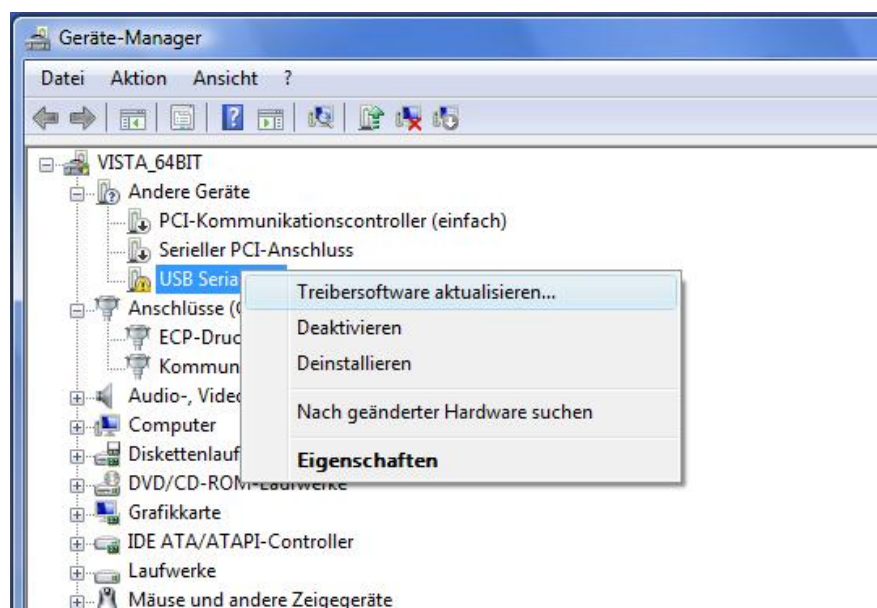 Geräte-Manager
Datei Aktion Ansicht ?
VISTA_64BIT
Andere Geräte
PCI-Kommunikationscontroller (einfach)
Serieller PCI-Anschluss
USB Seria
Treibersoftware aktualisieren...
Deaktivieren
Deinstallieren
Nach geänderter Hardware suchen
Eigenschaften
Anschlüsse (
ECP-Druc
Kommun
Audio-, Video
Computer
Diskettenlauf
DVD/CD-ROM-Laufwerke
Grafikkarte
IDE ATA/ATAPI-Controller
Laufwerke
Mäuse und andere Zeigegeräte